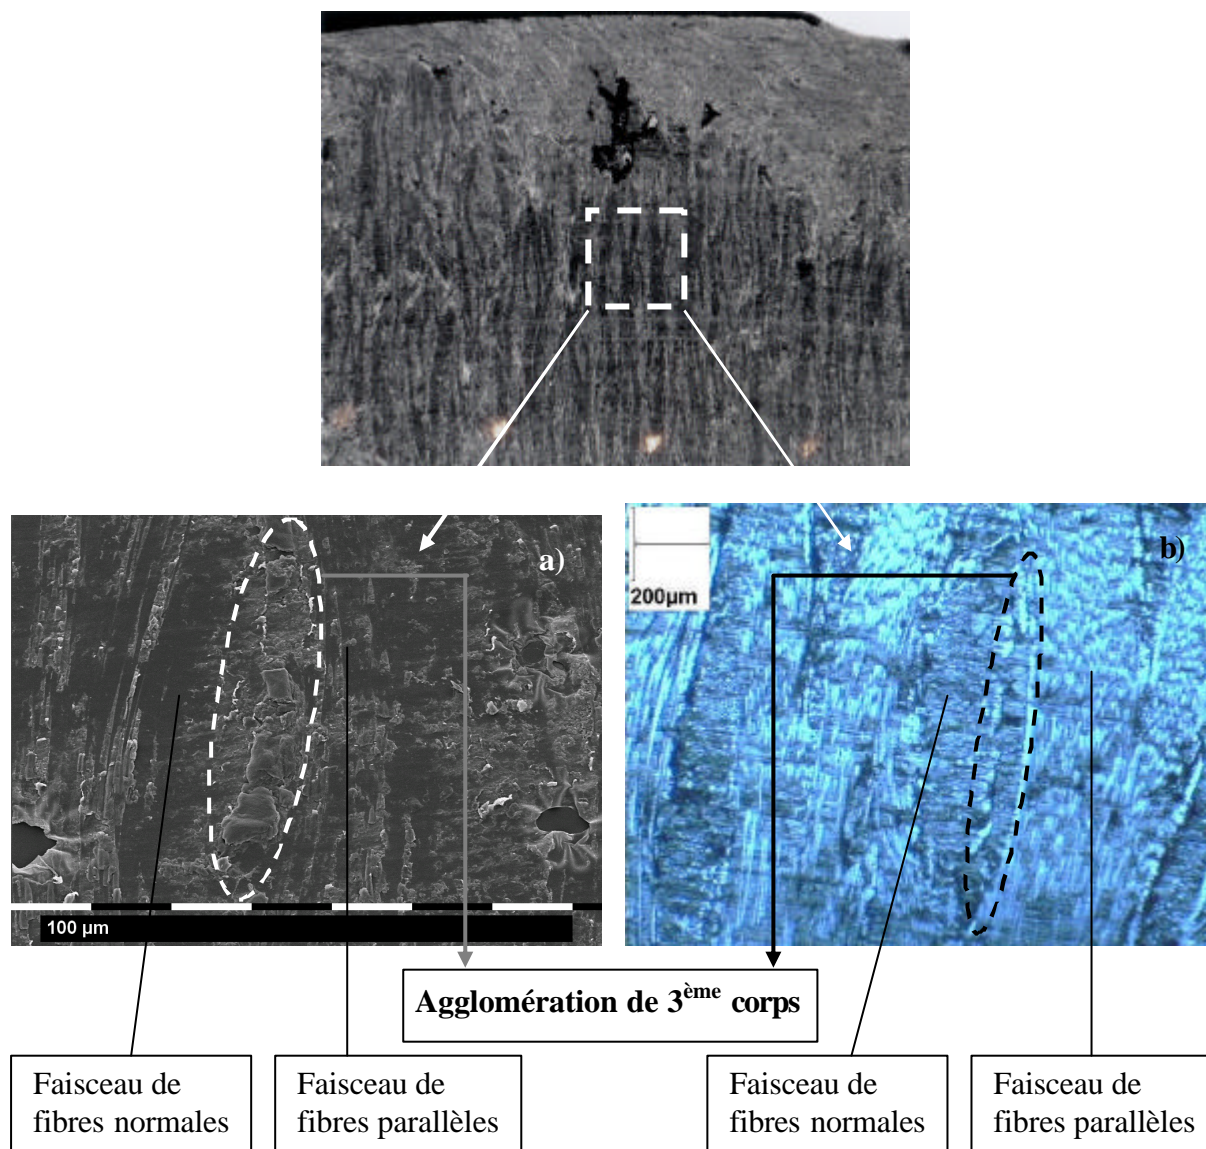 a)
b)
200µm
100 µm
Agglomération de 3ème corps
Faisceau de
fibres normales
Faisceau de
fibres parallèles
Faisceau de
fibres normales
Faisceau de
fibres parallèles